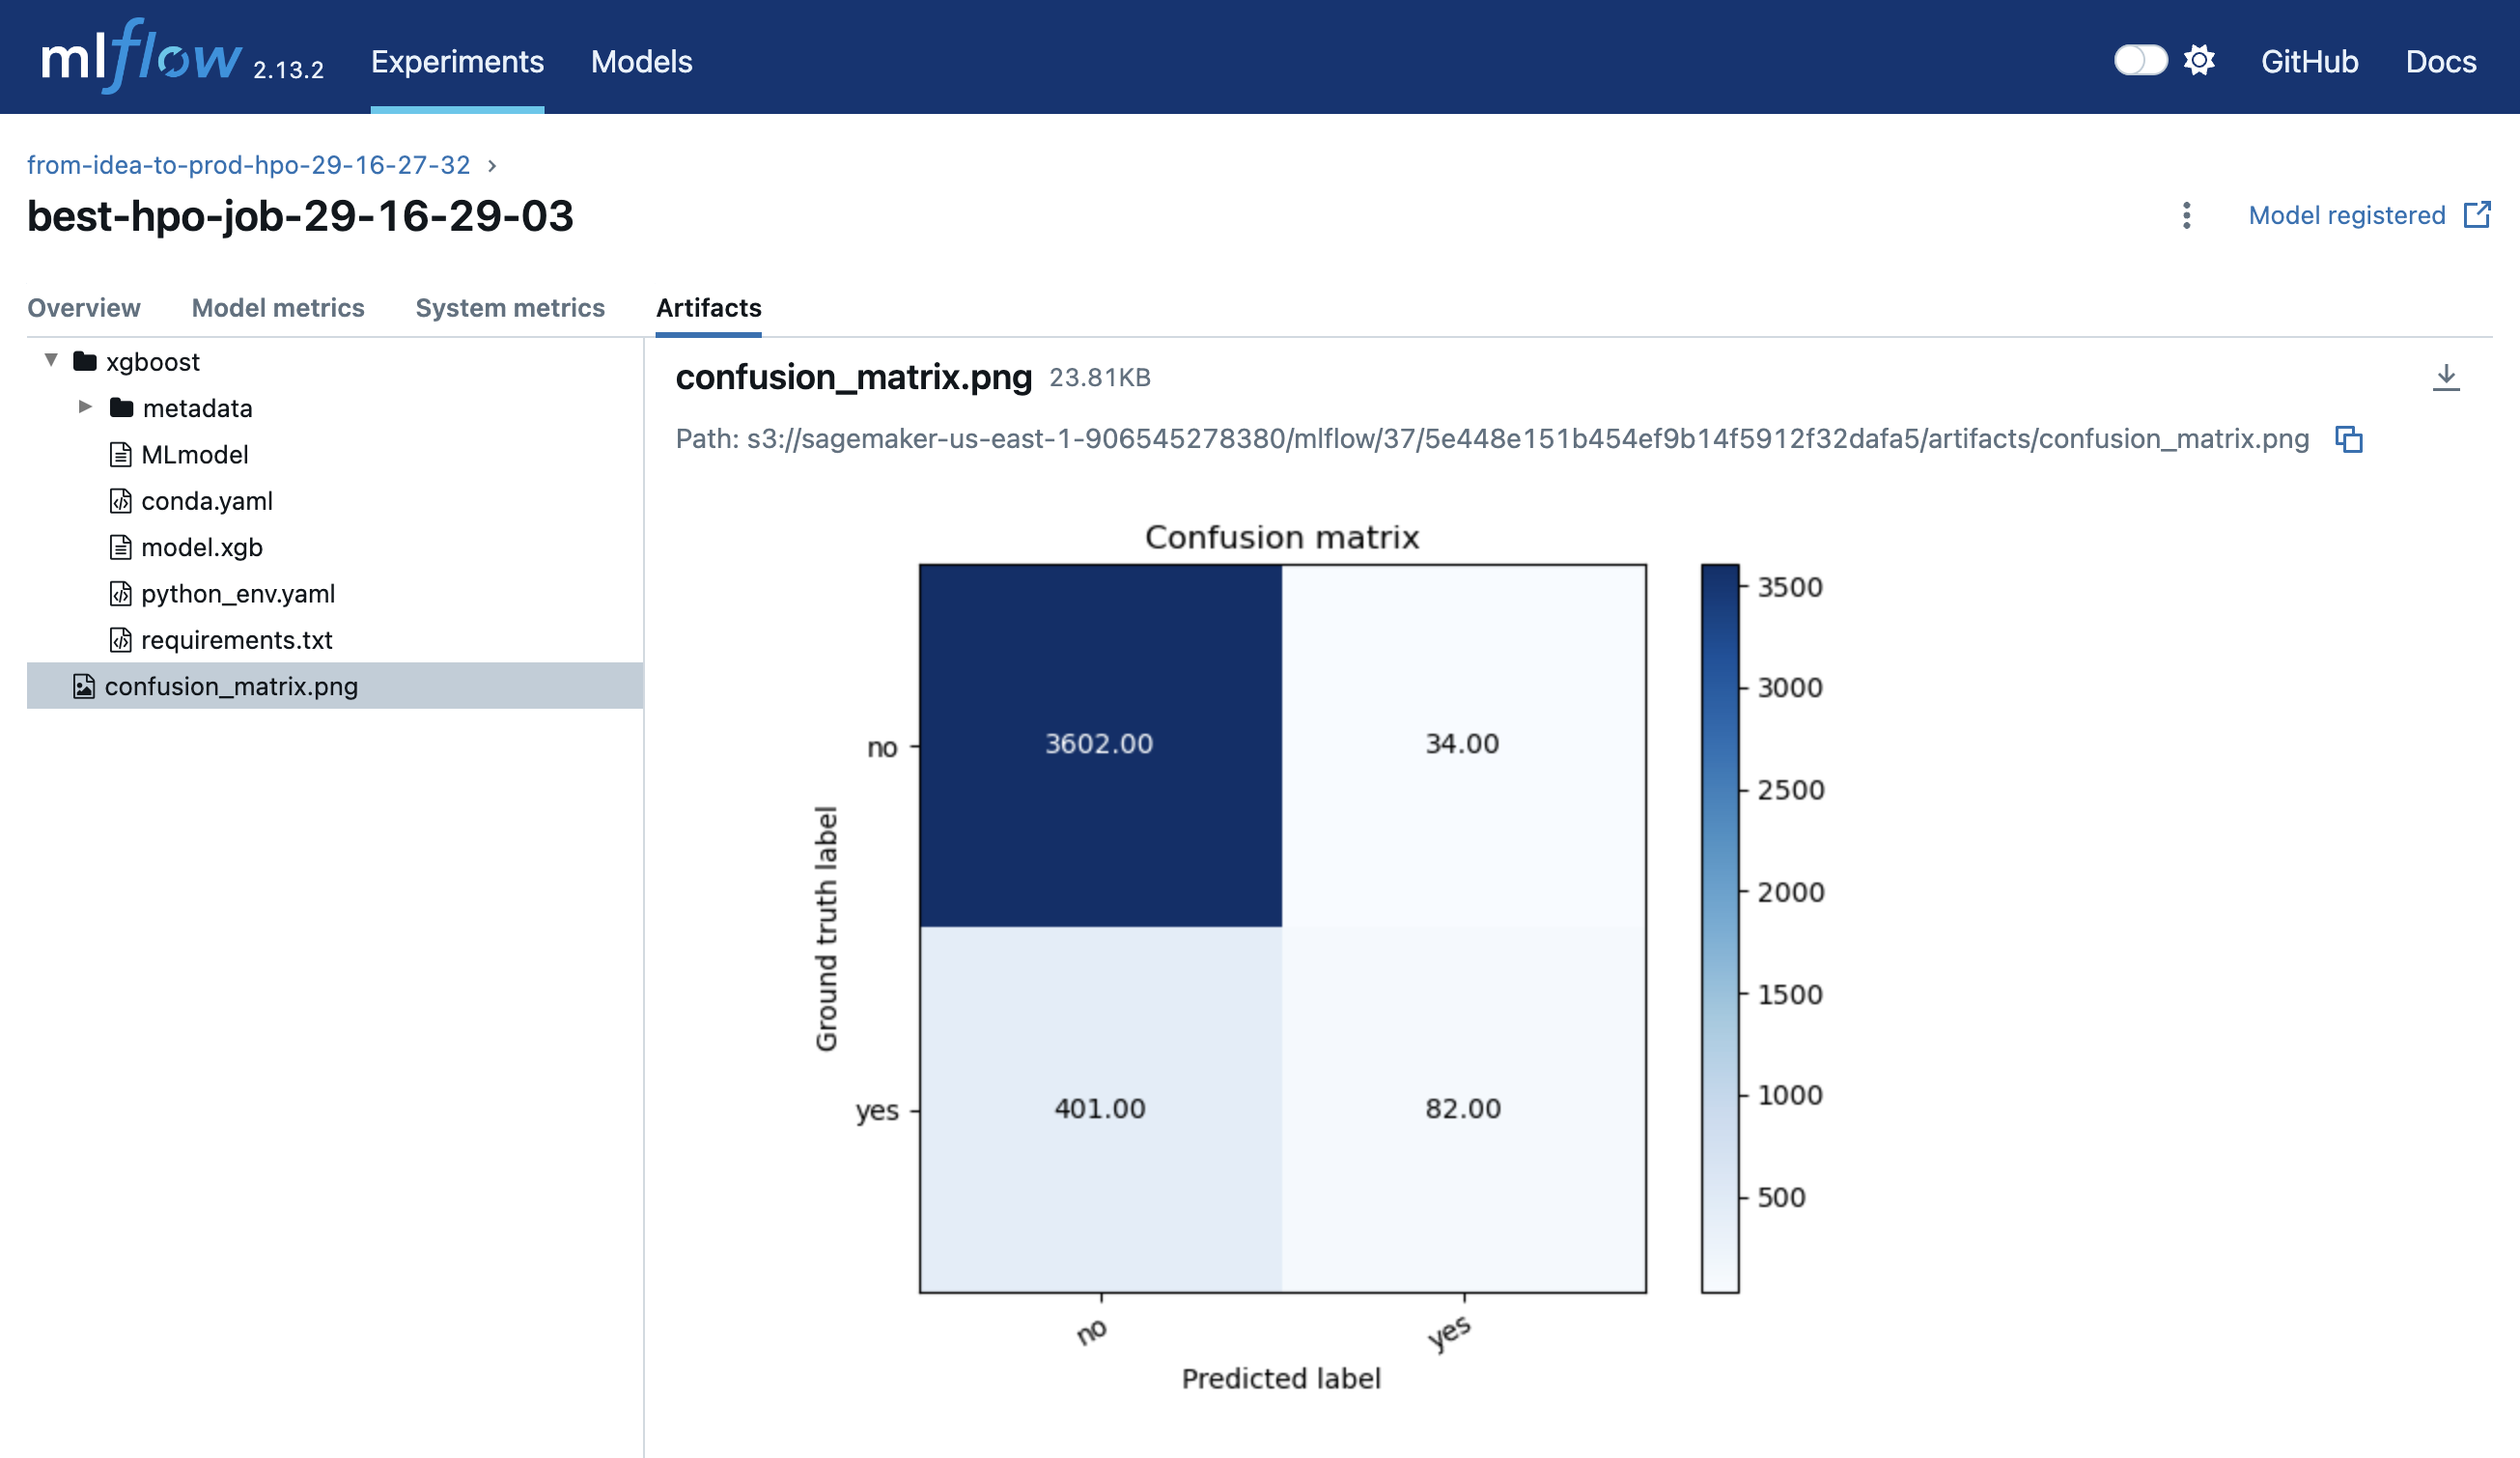 mlflow 2.13.2 Experiments Models GitHub Docs
from-idea-to-prod-hpo-29-16-27-32
best-hpo-job-29-16-29-03 Model registered
Overview Model metrics System metrics Artifacts
xgboost
metadata
MLmodel
conda.yaml
model.xgb
python_env.yaml
requirements.txt
confusion_matrix.png
confusion_matrix.png 23.81KB
Path: s3://sagemaker-us-east-1-906545278380/mlflow/37/5e448e151b454ef9b14f5912f32dafa5/artifacts/confusion_matrix.png
Confusion matrix
Ground truth label
no 3602.00 34.00
yes 401.00 82.00
no yes
Predicted label
3500
3000
2500
2000
1500
1000
500